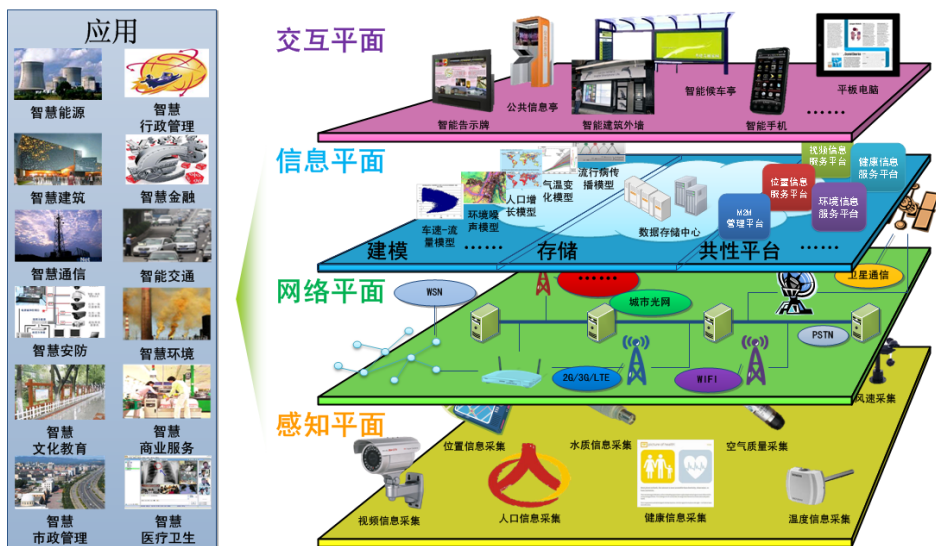 应用
智慧能源
智慧
行政管理
智慧建筑
智慧金融
智慧通信
智能交通
智慧安防
智慧环境
智慧
文化教育
智慧
商业服务
智慧
市政管理
智慧
医疗卫生
交互平面
智能告示牌
公共信息亭
智能建筑外墙
智能候车亭
智能手机
平板电脑
……
信息平面
车速-流
量模型
环境噪
声模型
人口增
长模型
气温变
化模型
流行病传
播模型
……
数据存储中心
M2M
管理平台
位置信息
服务平台
视频信息
服务平台
环境信息
服务平台
健康信息
服务平台
建模
存储
共性平台
……
网络平面
WSN
……
城市光网
卫星通信
PSTN
2G/3G/LTE
WIFI
感知平面
位置信息采集
水质信息采集
空气质量采集
风速采集
视频信息采集
人口信息采集
健康信息采集
温度信息采集